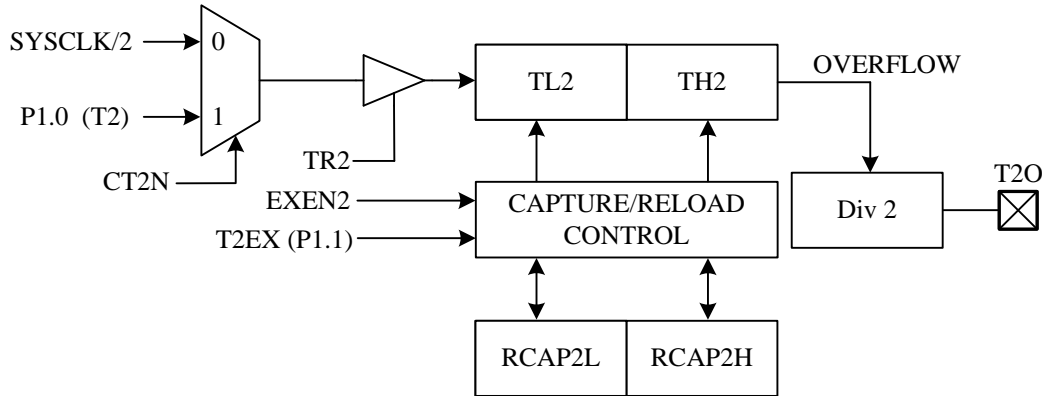 SYSCLK/2
0
TL2
TH2
OVERFLOW
P1.0 (T2)
1
TR2
CT2N
T2O
EXEN2
CAPTURE/RELOAD
CONTROL
Div 2
T2EX (P1.1)
RCAP2L
RCAP2H